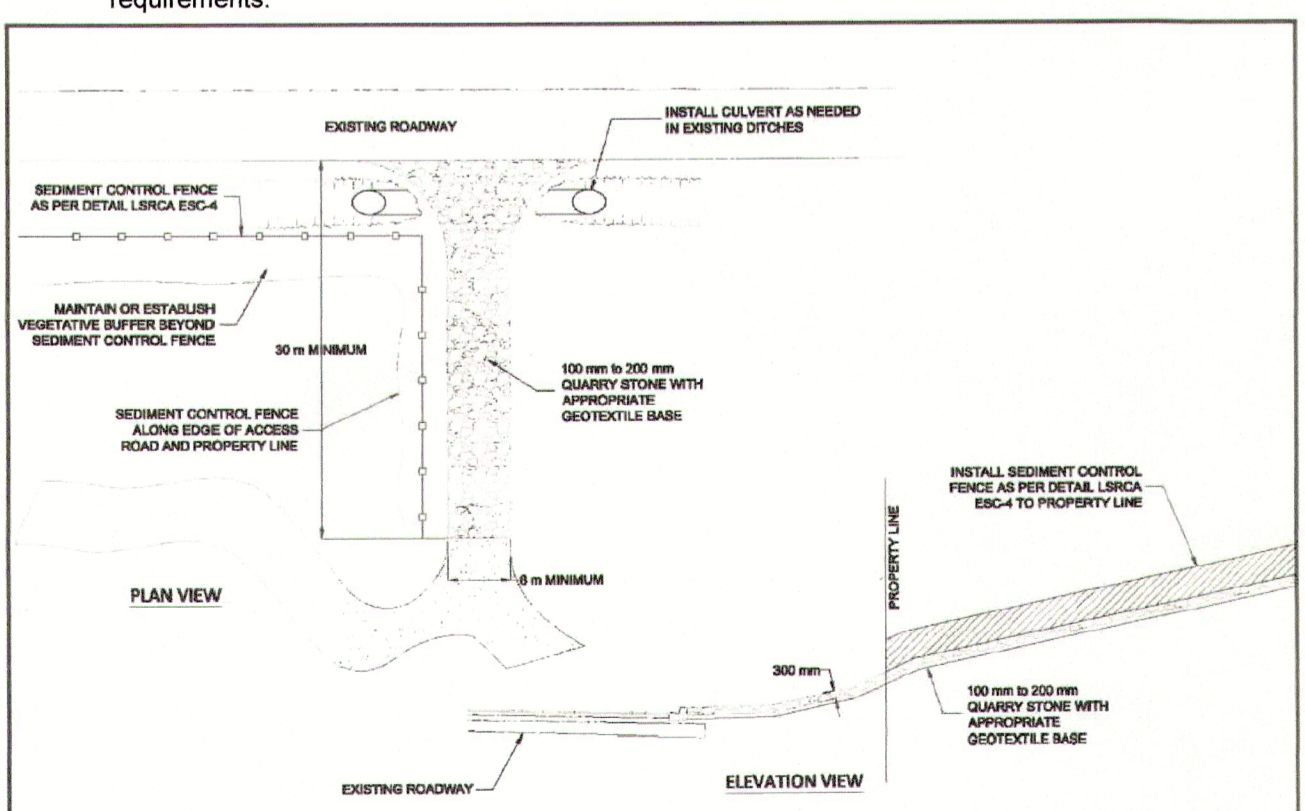 requirements.
EXISTING ROADWAY
INSTALL CULVERT AS NEEDED
IN EXISTING DITCHES
SEDIMENT CONTROL FENCE
AS PER DETAIL LSRCA ESC-4
MAINTAIN OR ESTABLISH
VEGETATIVE BUFFER BEYOND
SEDIMENT CONTROL FENCE
30 m MINIMUM
100 mm to 200 mm
QUARRY STONE WITH
APPROPRIATE
GEOTEXTILE BASE
SEDIMENT CONTROL FENCE
ALONG EDGE OF ACCESS
ROAD AND PROPERTY LINE
6 m MINIMUM
PLAN VIEW
INSTALL SEDIMENT CONTROL
FENCE AS PER DETAIL LSRCA
ESC-4 TO PROPERTY LINE
PROPERTY LINE
300 mm
100 mm to 200 mm
QUARRY STONE WITH
APPROPRIATE
GEOTEXTILE BASE
EXISTING ROADWAY
ELEVATION VIEW